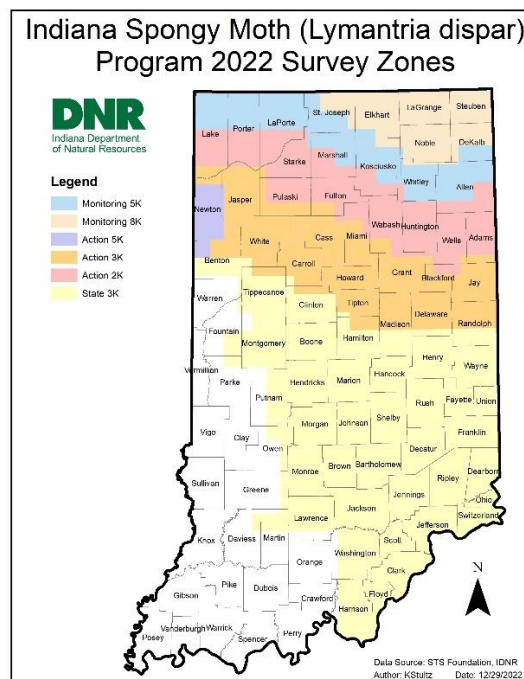 Indiana Spongy Moth (Lymantria dispar)
Program 2022 Survey Zones
DNR
Indiana Department
of Natural Resources
Legend
Monitoring 5K
Monitoring 8K
Action 5K
Action 3K
Action 2K
State 3K
Lake
Porter
LaPorte
St. Joseph
Elkhart
LaGrange
Steuben
Noble
DeKalb
Starke
Marshall
Kosciusko
Whitley
Allen
Newton
Jasper
Pulaski
Fulton
Wabash
Huntington
Wells
Adams
Benton
White
Cass
Miami
Carroll
Howard
Grant
Blackford
Jay
Warren
Tippecanoe
Clinton
Tipton
Madison
Delaware
Randolph
Fountain
Montgomery
Boone
Hamilton
Henry
Wayne
Vermillion
Parke
Putnam
Hendricks
Marion
Hancock
Rush
Fayette
Union
Vigo
Clay
Owen
Morgan
Johnson
Shelby
Decatur
Franklin
Sullivan
Greene
Monroe
Brown
Bartholomew
Jennings
Ripley
Dearborn
Ohio
Switzerland
Knox
Daviess
Martin
Lawrence
Jackson
Jefferson
Scott
Washington
Orange
Clark
Gibson
Pike
Dubois
Crawford
Floyd
Harrison
Posey
Vanderburgh
Warrick
Spencer
Perry
N
Data Source: STS Foundation, IDNR
Author: KStultz Date: 12/29/2022